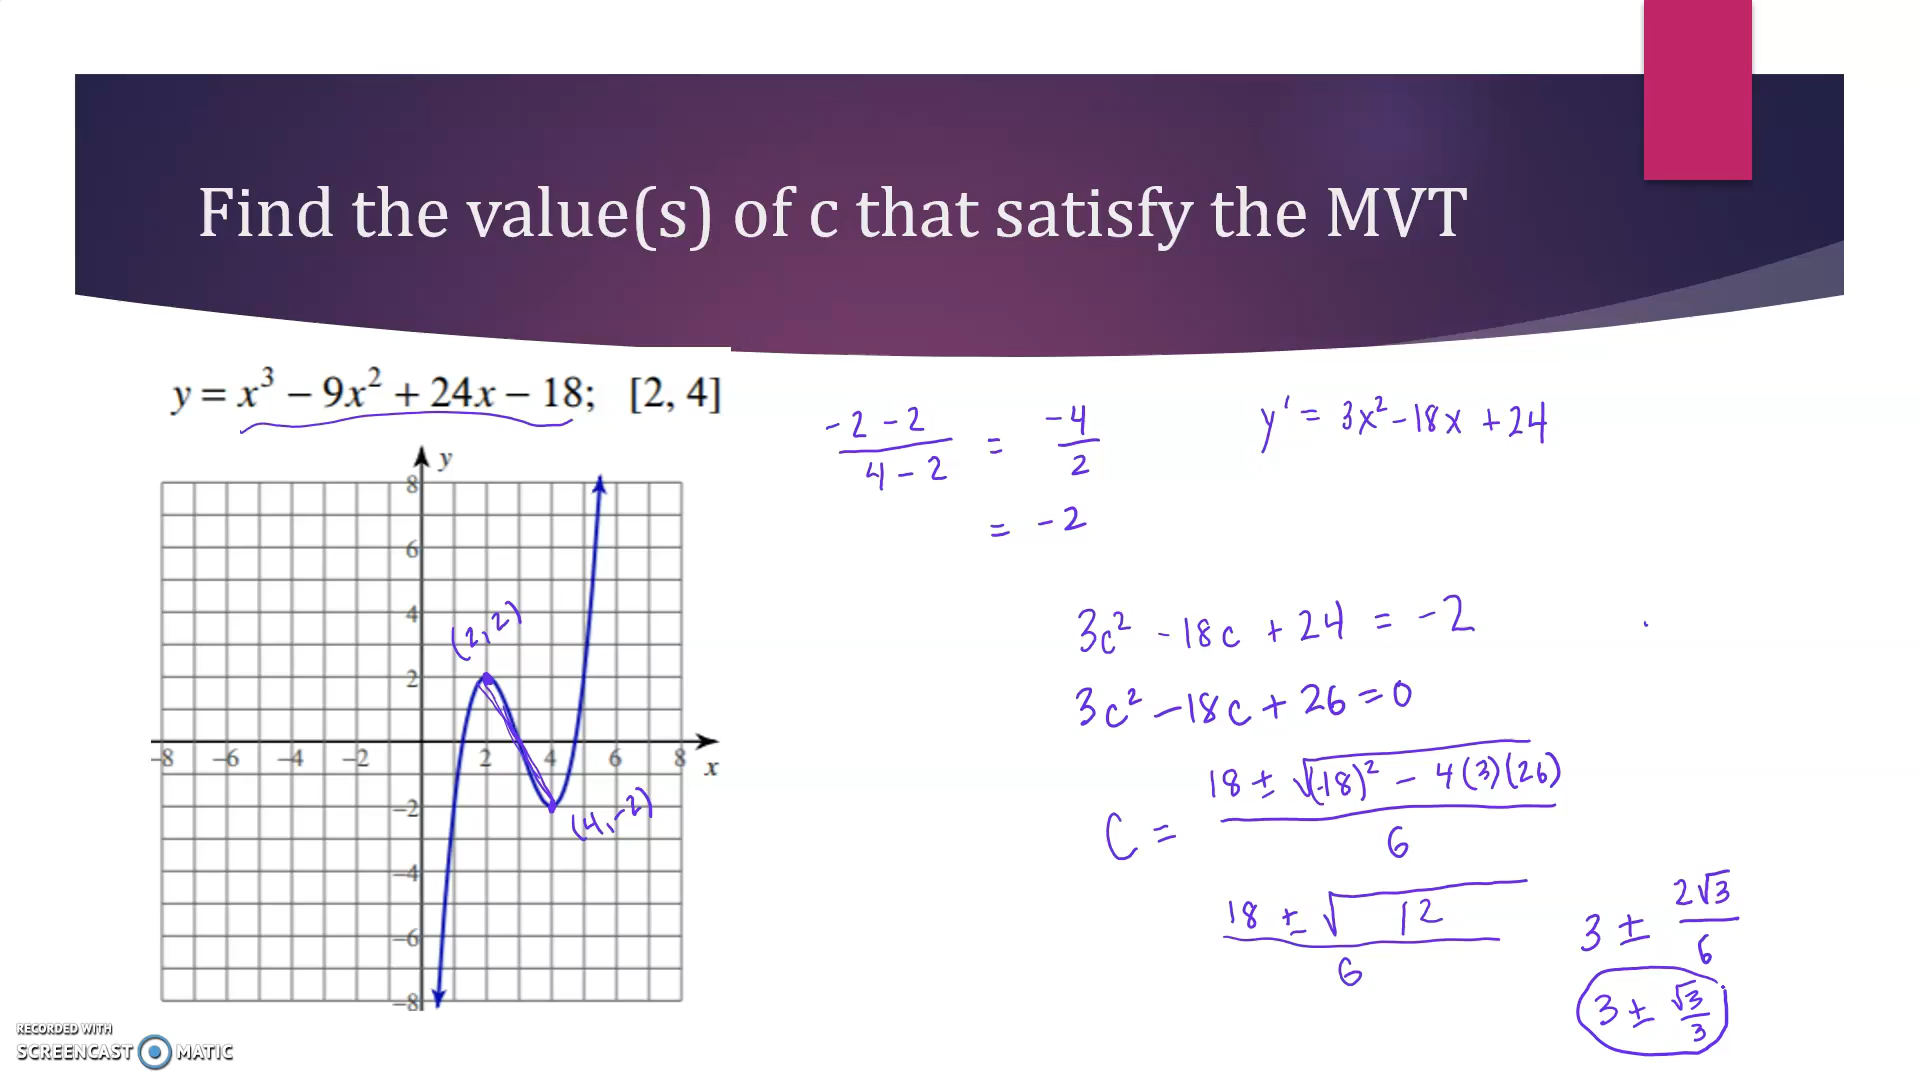 Find the value(s) of c that satisfy the MVT
y = x³ − 9x² + 24x − 18; [2, 4]
-2 - 2 / 4 - 2 = -4 / 2
= -2
y' = 3x² - 18x + 24
y
8
6
4
2
-8 -6 -4 -2 2 4 6 8 x
-2
-4
-6
-8
(2, 2)
(4, -2)
3c² - 18c + 24 = -2
3c² - 18c + 26 = 0
C = 18 ± √(-18)² - 4(3)(26) / 6
18 ± √12 / 6
3 ± 2√3 / 6
3 ± √3 / 3
RECORDED WITH
SCREENCAST MATIC